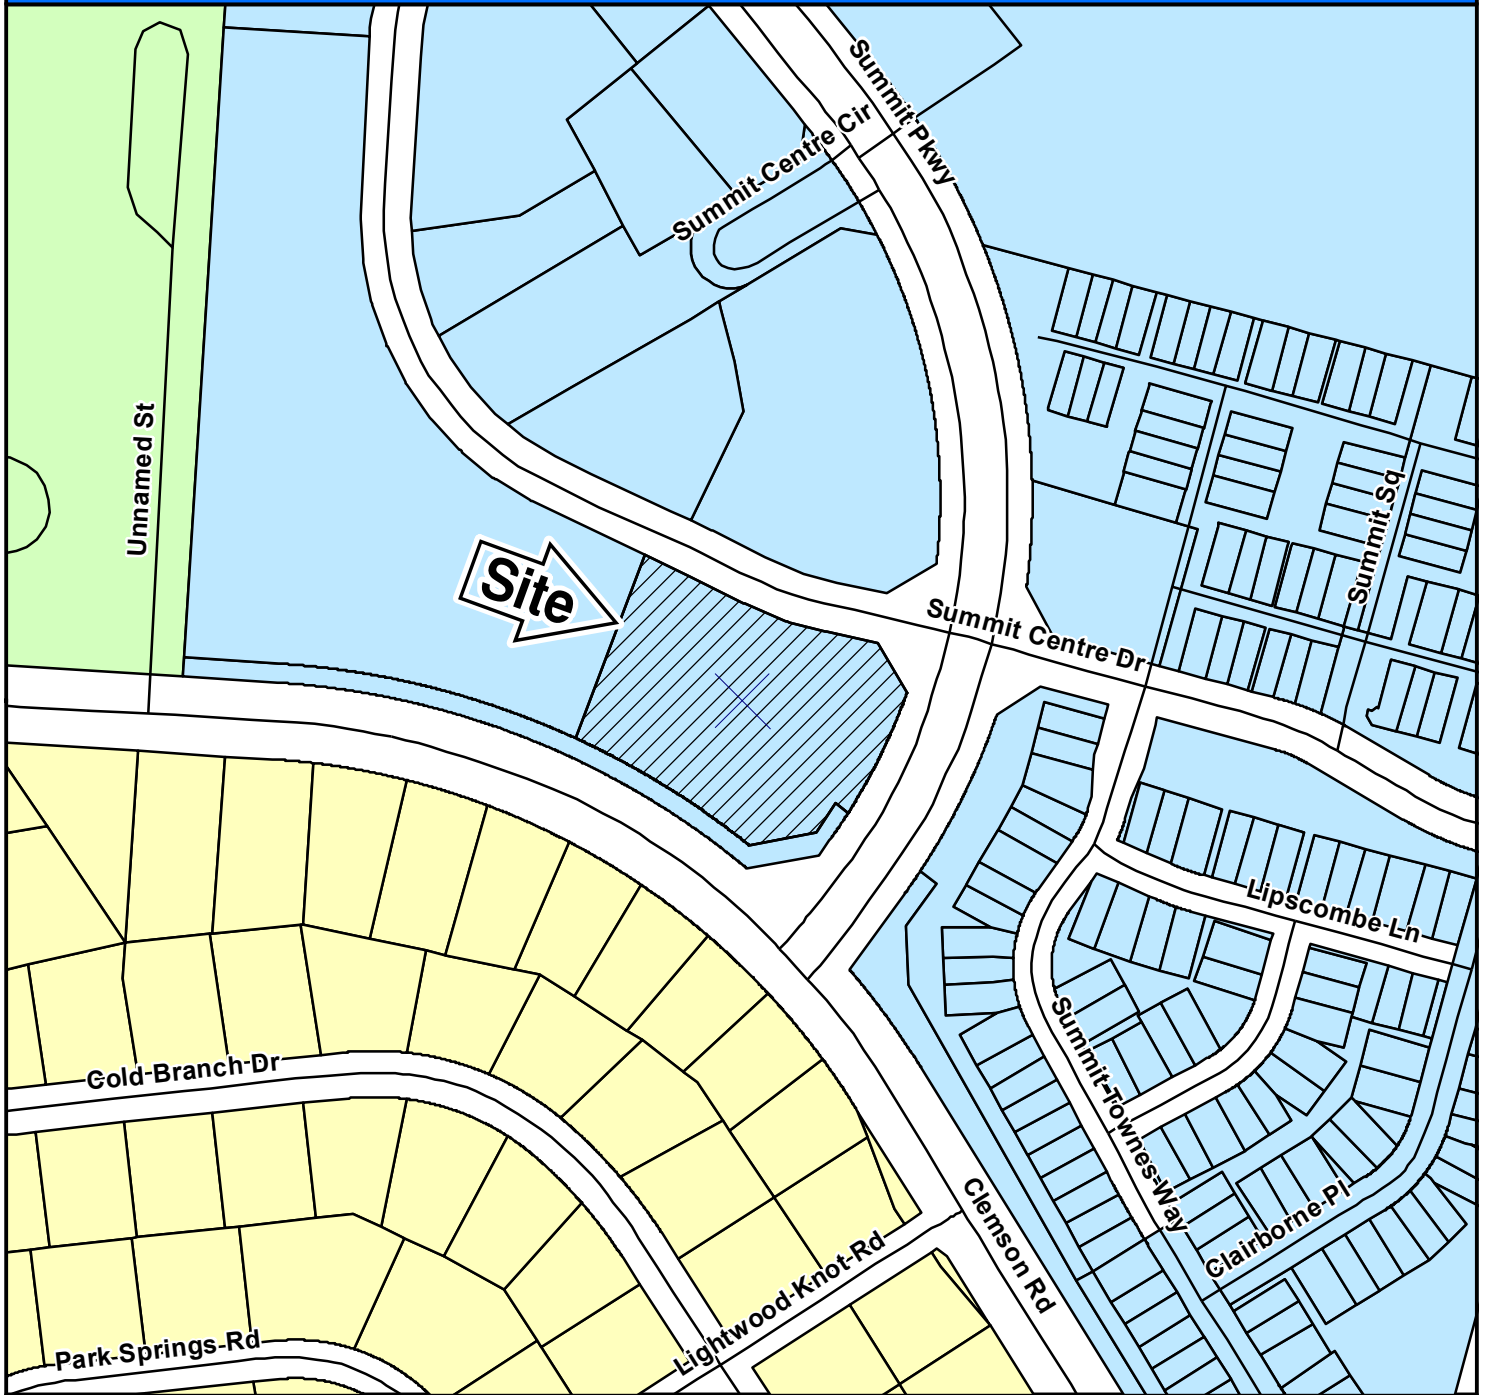 Summit Pkwy
Summit Centre Cir
Unnamed St
Summit Sq
Site
Summit Centre Dr
Lipscombe Ln
Summit Townes Way
Cold Branch Dr
Clairborne Pl
Clemson Rd
Lightwood Knot Rd
Park Springs Rd